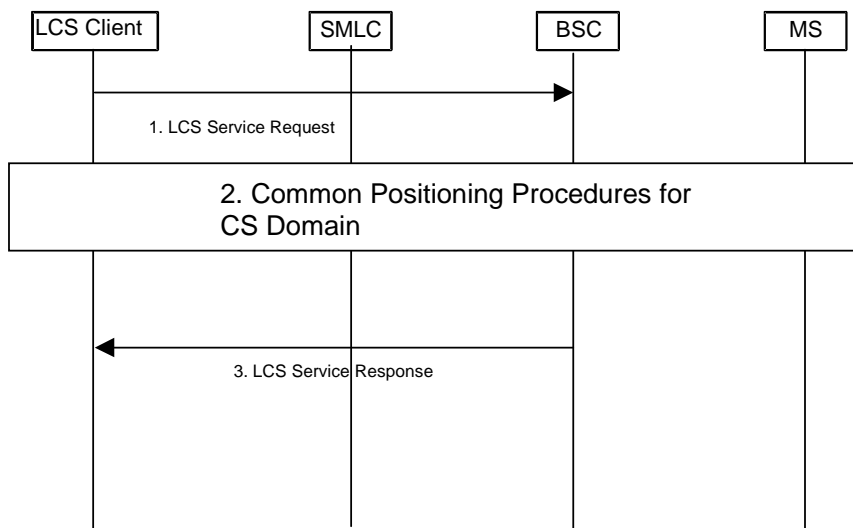 LCS Client
SMLC
BSC
MS
1. LCS Service Request
2. Common Positioning Procedures for
CS Domain
3. LCS Service Response